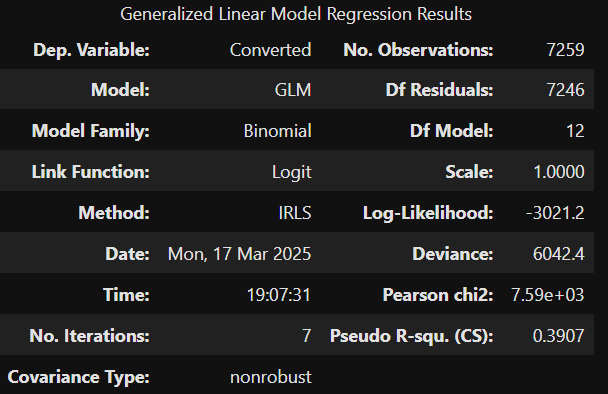 Generalized Linear Model Regression Results
Dep. Variable: Converted No. Observations: 7259
Model: GLM Df Residuals: 7246
Model Family: Binomial Df Model: 12
Link Function: Logit Scale: 1.0000
Method: IRLS Log-Likelihood: -3021.2
Date: Mon, 17 Mar 2025 Deviance: 6042.4
Time: 19:07:31 Pearson chi2: 7.59e+03
No. Iterations: 7 Pseudo R-squ. (CS): 0.3907
Covariance Type: nonrobust